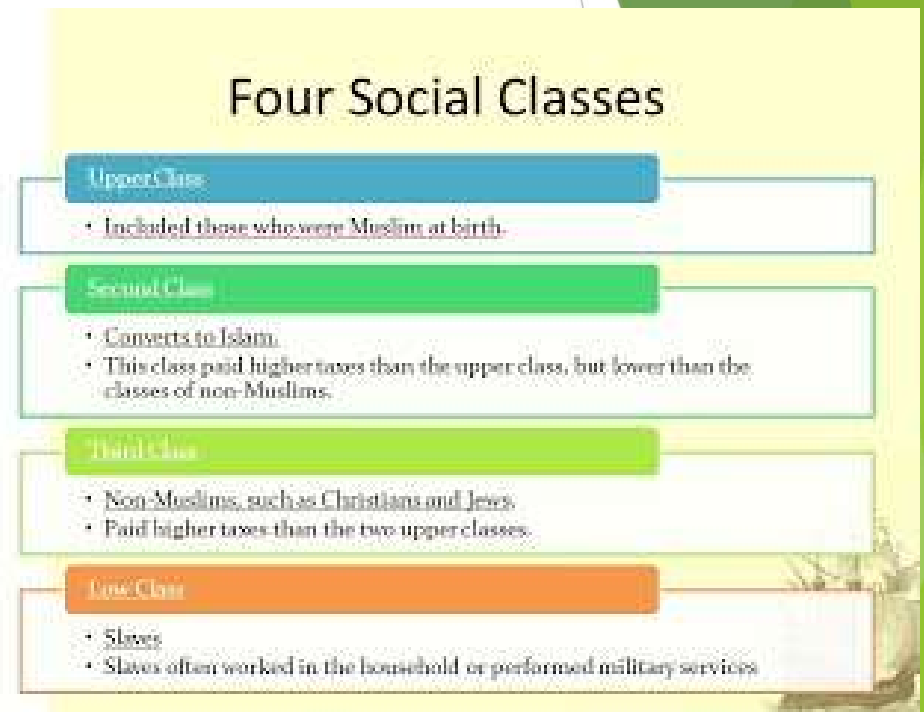 Four Social Classes
Upper Class
• Included those who were Muslim at birth.
Second Class
• Converts to Islam.
• This class paid higher taxes than the upper class, but lower than the
classes of non-Muslims.
Third Class
• Non-Muslims, such as Christians and Jews.
• Paid higher taxes than the two upper classes.
Low Class
• Slaves
• Slaves often worked in the household or performed military services